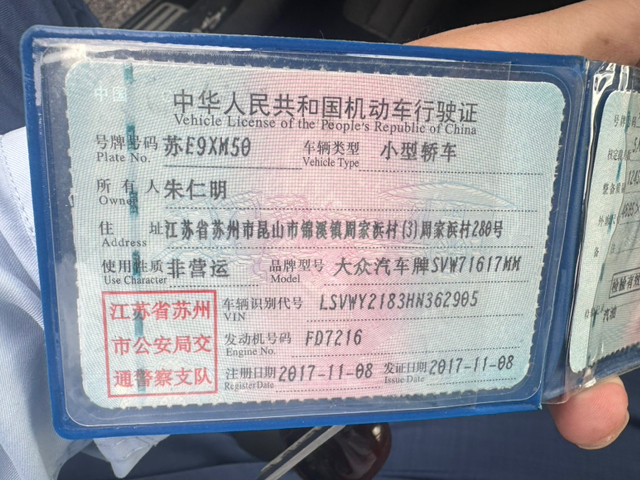 中国
中华人民共和国机动车行驶证
Vehicle License of the People's Republic of China
号牌号码 苏E9XM50 车辆类型 小型轿车
Plate No. Vehicle Type
所有人 朱仁明
Owner
住址 江苏省苏州市昆山市锦溪镇周家浜村(3)周家浜村280号
Address
使用性质 非营运 品牌型号 大众汽车牌SVW71617MM
Use Character Model
江苏省苏州
市公安局交
通警察支队
车辆识别代号 LSVWY2183HN362905
VIN
发动机号码 FD7216
Engine No.
注册日期 2017-11-08 发证日期 2017-11-08
Register Date Issue Date